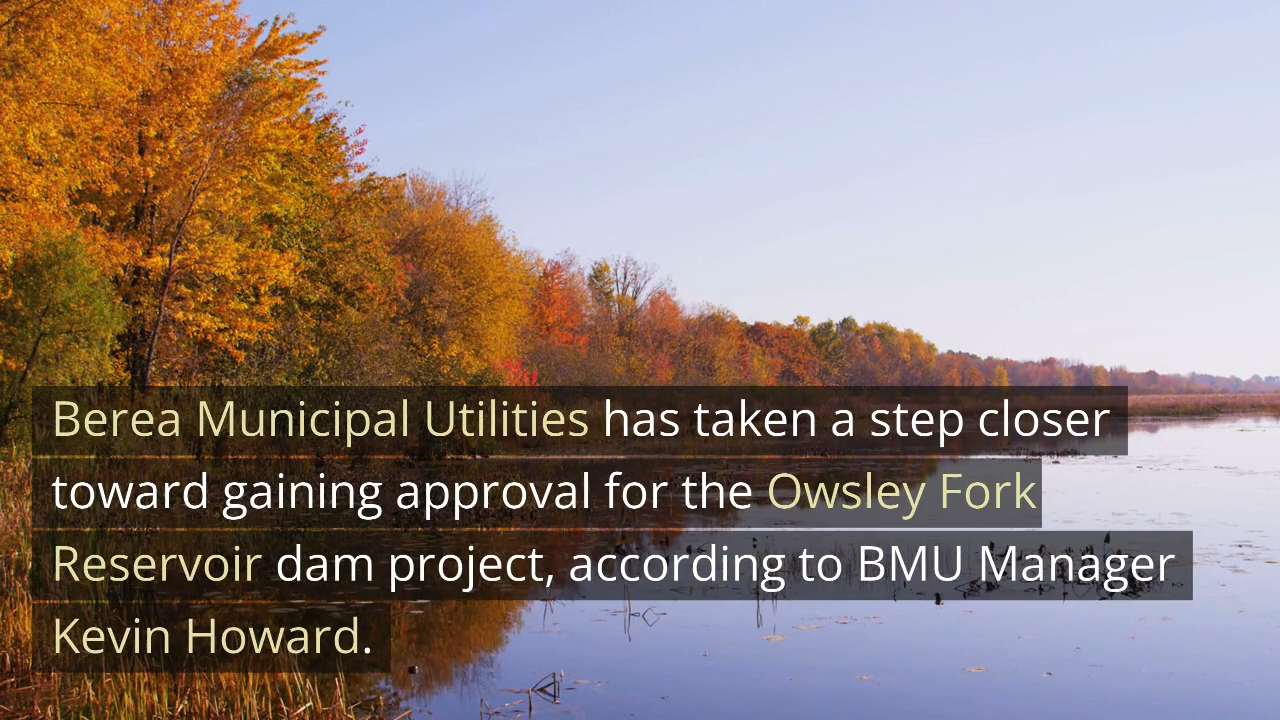 Berea Municipal Utilities has taken a step closer
toward gaining approval for the Owsley Fork
Reservoir dam project, according to BMU Manager
Kevin Howard.